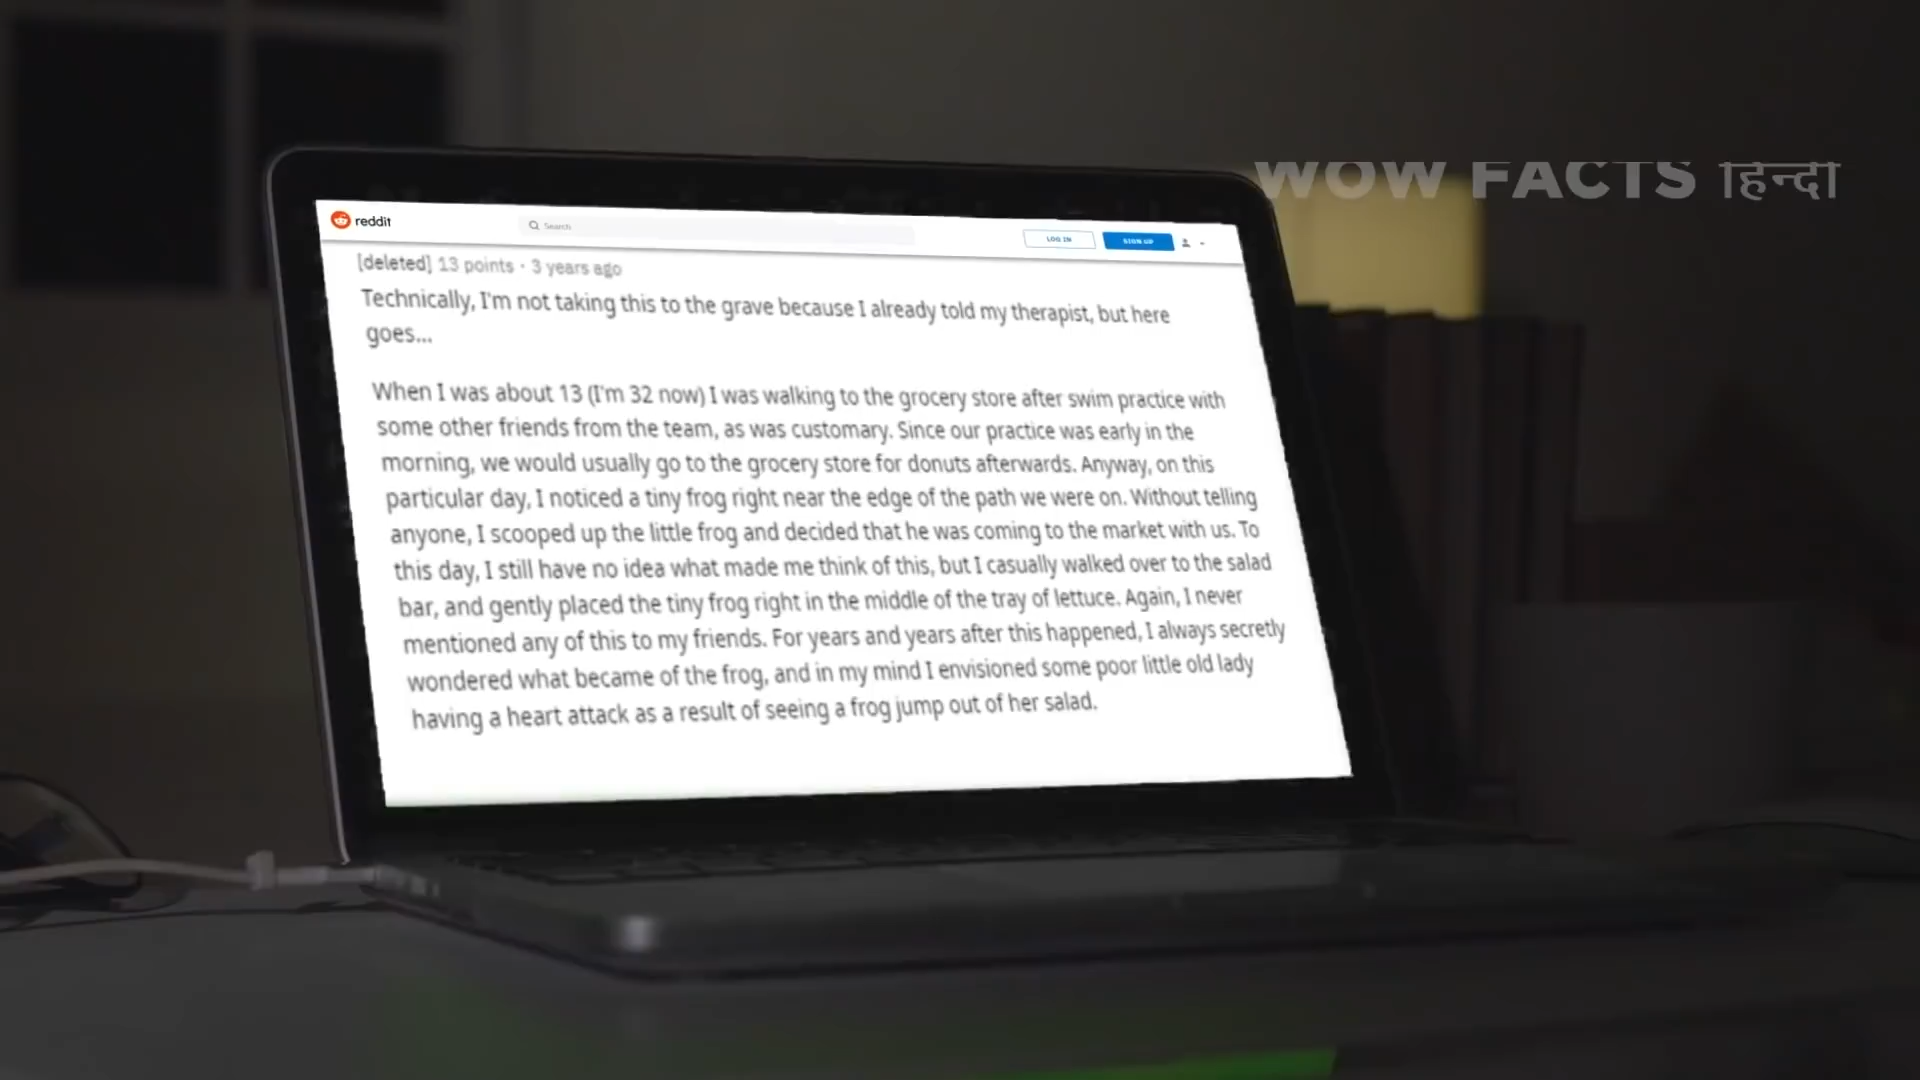 WOW FACTS हिन्दी
reddit
Search
LOG IN
SIGN UP
[deleted] 13 points · 3 years ago
Technically, I'm not taking this to the grave because I already told my therapist, but here
goes...
When I was about 13 (I'm 32 now) I was walking to the grocery store after swim practice with
some other friends from the team, as was customary. Since our practice was early in the
morning, we would usually go to the grocery store for donuts afterwards. Anyway, on this
particular day, I noticed a tiny frog right near the edge of the path we were on. Without telling
anyone, I scooped up the little frog and decided that he was coming to the market with us. To
this day, I still have no idea what made me think of this, but I casually walked over to the salad
bar, and gently placed the tiny frog right in the middle of the tray of lettuce. Again, I never
mentioned any of this to my friends. For years and years after this happened, I always secretly
wondered what became of the frog, and in my mind I envisioned some poor little old lady
having a heart attack as a result of seeing a frog jump out of her salad.